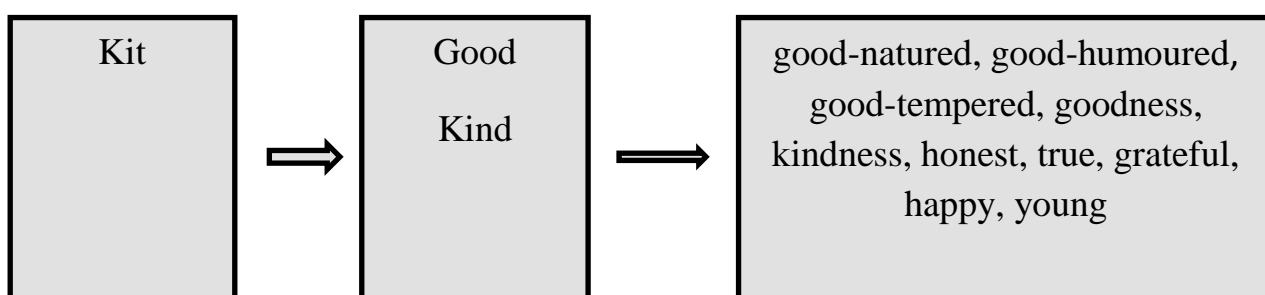 Kit
Good
Kind
good-natured, good-humoured,
good-tempered, goodness,
kindness, honest, true, grateful,
happy, young